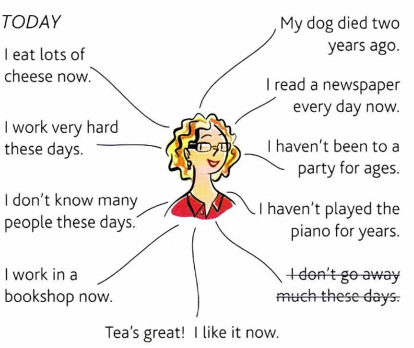 TODAY
I eat lots of
cheese now.
I work very hard
these days.
I don't know many
people these days.
I work in a
bookshop now.
Tea's great! I like it now.
My dog died two
years ago.
I read a newspaper
every day now.
I haven't been to a
party for ages.
I haven't played the
piano for years.
I don't go away
much these days.